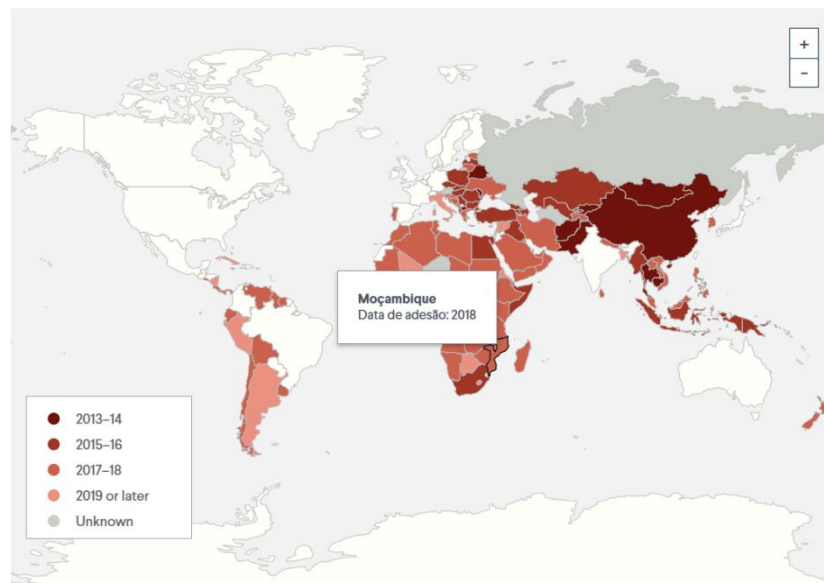 +
-
Moçambique
Data de adesão: 2018
2013–14
2015–16
2017–18
2019 or later
Unknown